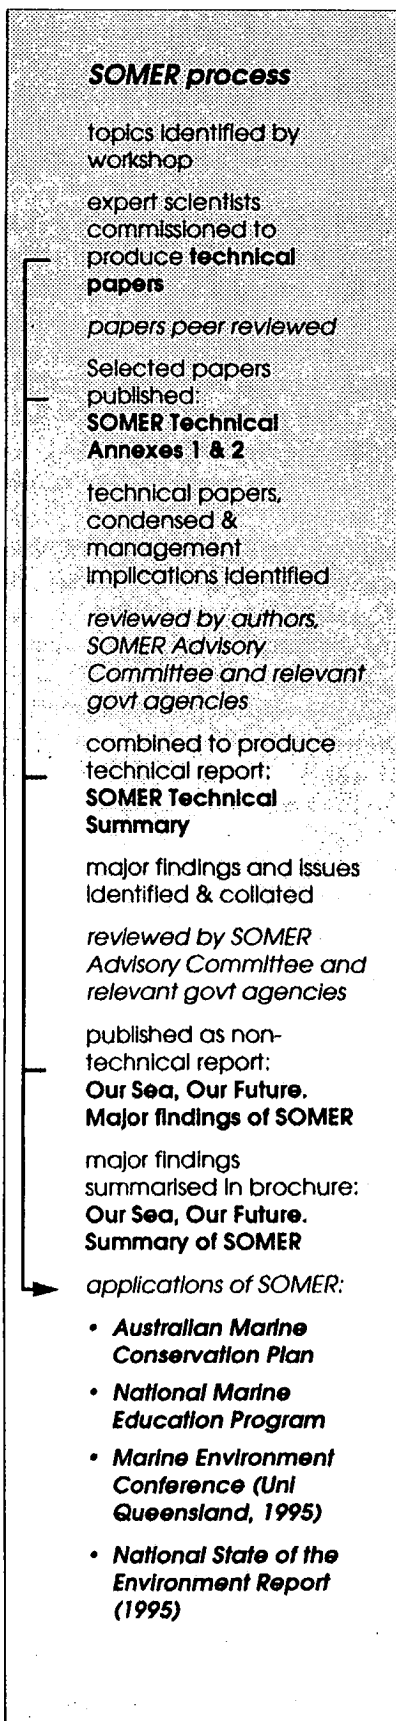 SOMER process
topics identified by
workshop
expert scientists
commissioned to
produce technical
papers
papers peer reviewed
Selected papers
published:
SOMER Technical
Annexes 1 & 2
technical papers,
condensed &
management
implications identified
reviewed by authors,
SOMER Advisory
Committee and relevant
govt agencies
combined to produce
technical report:
SOMER Technical
Summary
major findings and issues
identified & collated
reviewed by SOMER
Advisory Committee and
relevant govt agencies
published as non-
technical report:
Our Sea, Our Future.
Major findings of SOMER
major findings
summarised in brochure:
Our Sea, Our Future.
Summary of SOMER
applications of SOMER:
• Australian Marine
Conservation Plan
• National Marine
Education Program
• Marine Environment
Conference (Uni
Queensland, 1995)
• National State of the
Environment Report
(1995)